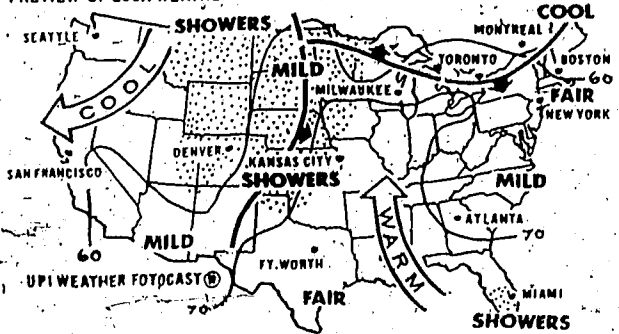 COOL
SHOWERS
MONTREAL
SEATTLE
COOL
MILD
TORONTO
BOSTON
60
MILWAUKEE
FAIR
NEW YORK
DENVER
KANSAS CITY
SAN FRANCISCO
SHOWERS
MILD
ATLANTA
WARM
MILD
70
60
FT. WORTH
UPI WEATHER FOTOCAST ®
MIAMI
FAIR
70
SHOWERS